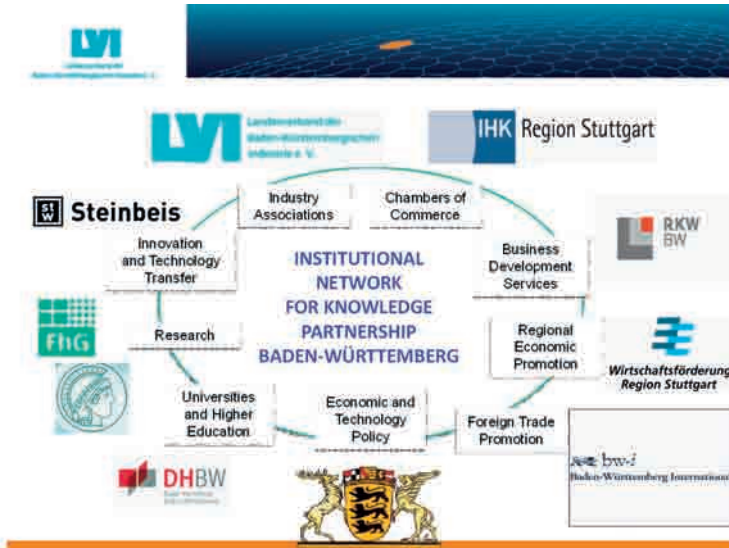 LVI
LVI
Landesverband der
Baden-Württembergischen
Industrie e. V.
IHK Region Stuttgart
Steinbeis
Industry
Associations
Chambers of
Commerce
RKW
BW
Innovation
and Technology
Transfer
INSTITUTIONAL
NETWORK
FOR KNOWLEDGE
PARTNERSHIP
BADEN-WÜRTTEMBERG
Business
Development
Services
FhG
Research
Regional
Economic
Promotion
Wirtschaftsförderung
Region Stuttgart
Universities
and Higher
Education
Economic and
Technology
Policy
Foreign Trade
Promotion
bw-i
Baden-Württemberg International
DHBW